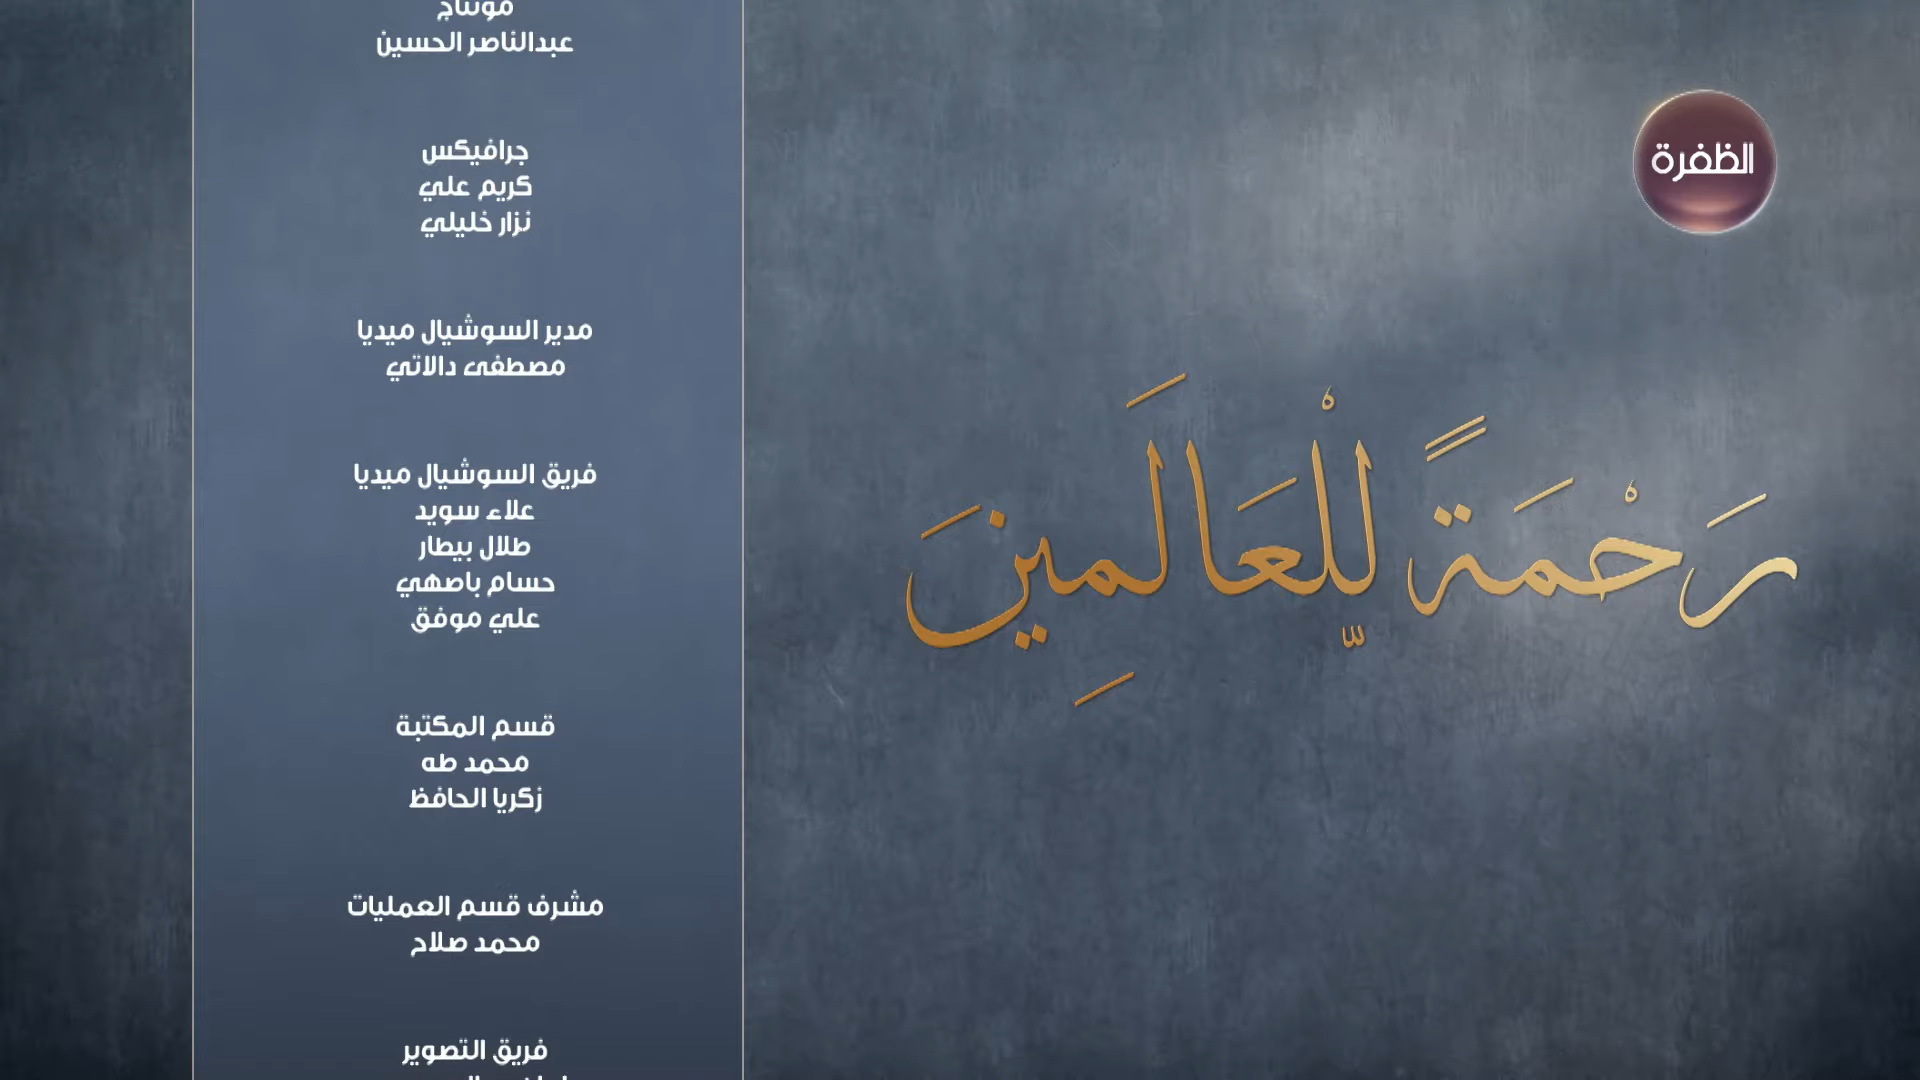 مونتاج
عبدالناصر الحسين
جرافيكس
كريم علي
نزار خليلي
مدير السوشيال ميديا
مصطفى دالاتي
فريق السوشيال ميديا
علاء سويد
طلال بيطار
حسام باصهي
علي موفق
قسم المكتبة
محمد طه
زكريا الحافظ
مشرف قسم العمليات
محمد صلاح
فريق التصوير
الظفرة
رَحْمَةً لِّلْعَالَمِينَ